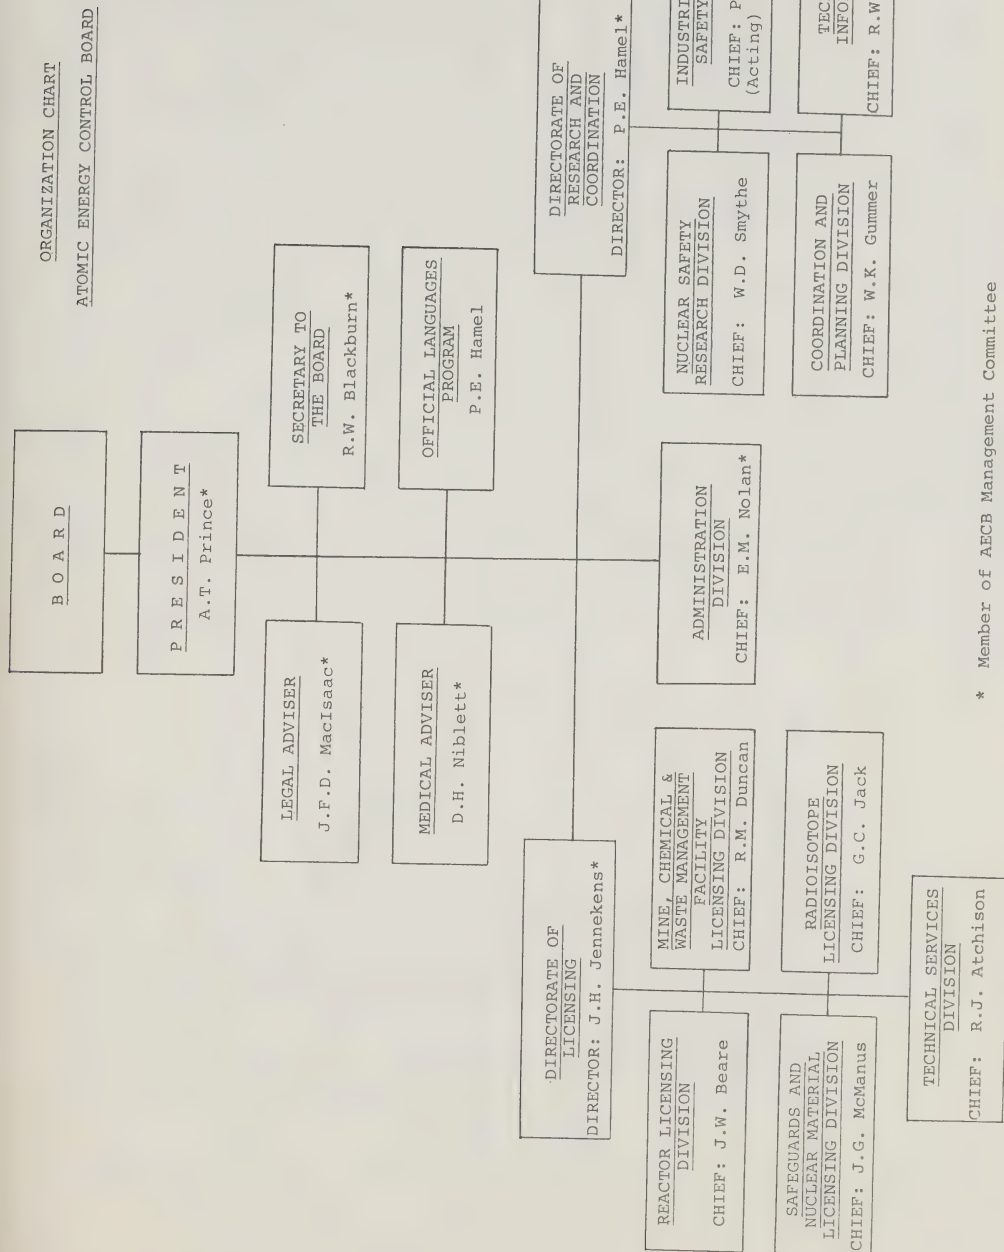 ORGANIZATION CHART
ATOMIC ENERGY CONTROL BOARD
B O A R D
P R E S I D E N T
A.T. Prince*
LEGAL ADVISER
J.F.D. MacIsaac*
SECRETARY TO
THE BOARD
R.W. Blackburn*
MEDICAL ADVISER
D.H. Niblett*
OFFICIAL LANGUAGES
PROGRAM
P.E. Hamel
DIRECTORATE OF
LICENSING
DIRECTOR: J.H. Jennekens*
DIRECTORATE OF
RESEARCH AND
COORDINATION
DIRECTOR: P.E. Hamel*
REACTOR LICENSING
DIVISION
CHIEF: J.W. Beare
MINE, CHEMICAL &
WASTE MANAGEMENT
FACILITY
LICENSING DIVISION
CHIEF: R.M. Duncan
ADMINISTRATION
DIVISION
CHIEF: E.M. Nolan*
NUCLEAR SAFETY
RESEARCH DIVISION
CHIEF: W.D. Smythe
SAFETY
CHIEF: P
(Acting)
SAFEGUARDS AND
NUCLEAR MATERIAL
LICENSING DIVISION
CHIEF: J.G. McManus
RADIOISOTOPE
LICENSING DIVISION
CHIEF: G.C. Jack
COORDINATION AND
PLANNING DIVISION
CHIEF: W.K. Gummer
CHIEF: R.W
TECHNICAL SERVICES
DIVISION
CHIEF: R.J. Atchison
* Member of AECB Management Committee